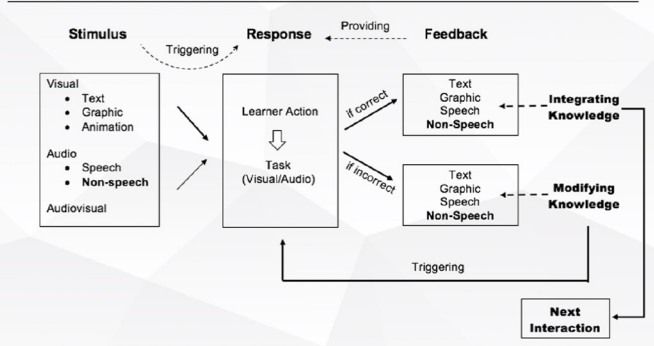 Stimulus
Triggering
Response
Providing
Feedback
Visual
• Text
• Graphic
• Animation
Audio
• Speech
• Non-speech
Audiovisual
Learner Action
Task
(Visual/Audio)
if correct
if incorrect
Text
Graphic
Speech
Non-Speech
Integrating
Knowledge
Text
Graphic
Speech
Non-Speech
Modifying
Knowledge
Triggering
Next
Interaction